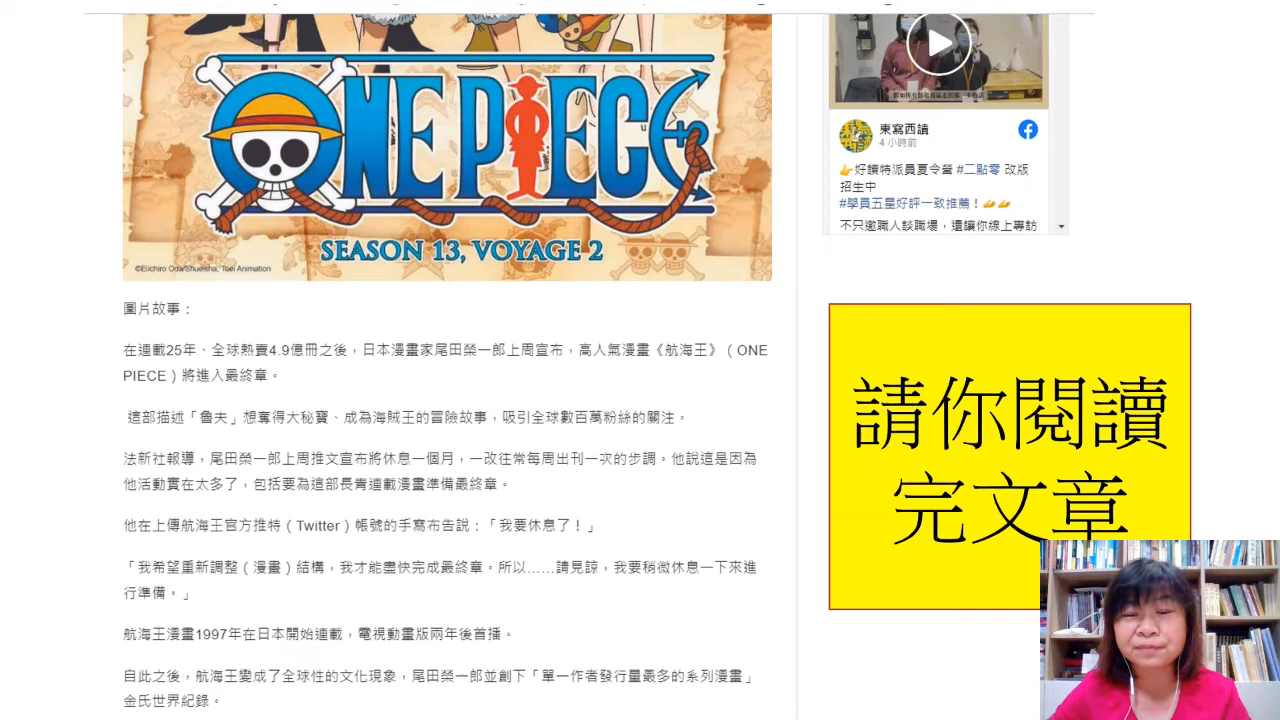 ONE PIECE
SEASON 13, VOYAGE 2
©Eiichiro Oda/Shueisha, Toei Animation
圖片故事：
在連載25年、全球熱賣4.9億冊之後，日本漫畫家尾田榮一郎上周宣布，高人氣漫畫《航海王》（ONE
PIECE）將進入最終章。
這部描述「魯夫」想奪得大秘寶、成為海賊王的冒險故事，吸引全球數百萬粉絲的關注。
法新社報導，尾田榮一郎上周推文宣布將休息一個月，一改往常每周出刊一次的步調。他說這是因為
他活動實在太多了，包括要為這部長青連載漫畫準備最終章。
他在上傳航海王官方推特（Twitter）帳號的手寫布告說：「我要休息了！」
「我希望重新調整（漫畫）結構，我才能盡快完成最終章。所以……請見諒，我要稍微休息一下來進
行準備。」
航海王漫畫1997年在日本開始連載，電視動畫版兩年後首播。
自此之後，航海王變成了全球性的文化現象，尾田榮一郎並創下「單一作者發行量最多的系列漫畫」
金氏世界紀錄。
東寫西讀
4 小時前
👉好讀特派員夏令營 #二點零 改版
招生中
#學員五星好評一致推薦！
不只邀職人談職場，還讓你線上專訪
請你閱讀
完文章